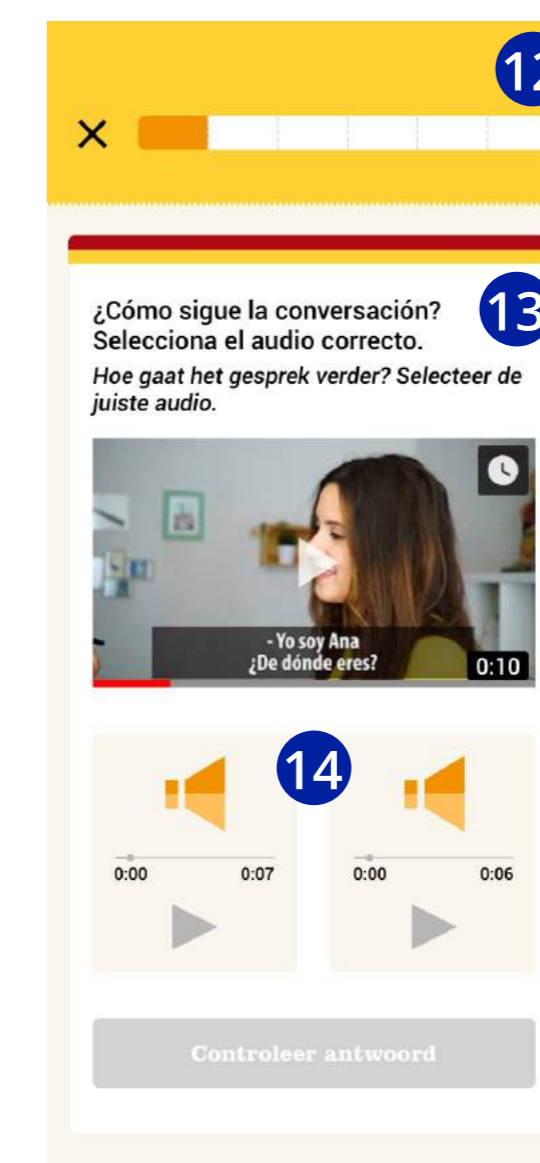 12
¿Cómo sigue la conversación?
13
Selecciona el audio correcto.
Hoe gaat het gesprek verder? Selecteer de
juiste audio.
- Yo soy Ana
¿De dónde eres?
0:10
14
0:00 0:07
0:00 0:06
Controleer antwoord